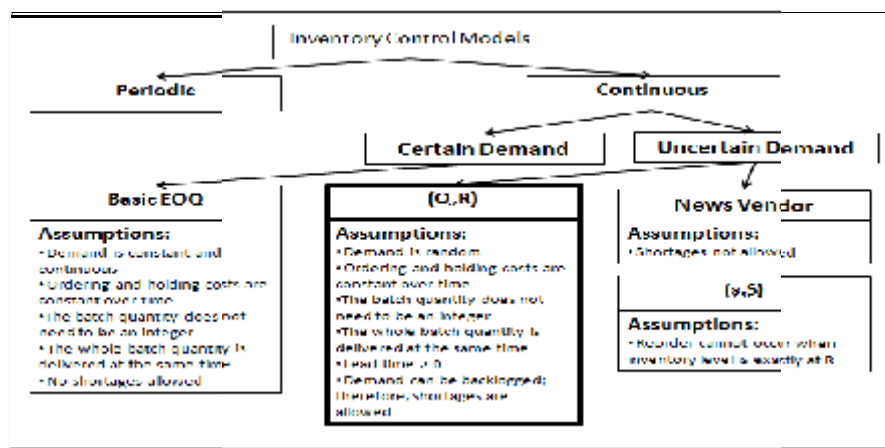 Inventory Control Models
Periodic
Continuous
Certain Demand
Uncertain Demand
Basic EOQ
Assumptions:
•Demand is constant and
continuous
•Ordering and holding costs are
constant over time
•The batch quantity does not
need to be an integer
•The whole batch quantity is
delivered at the same time
•No shortages allowed
(Q,R)
Assumptions:
•Demand is random
•Ordering and holding costs are
constant over time
•The batch quantity does not
need to be an integer
•The whole batch quantity is
delivered at the same time
•Lead time > 0
•Demand can be backlogged;
therefore, shortages are
allowed
News Vendor
Assumptions:
•Shortages not allowed
(s,S)
Assumptions:
•Reorder cannot occur when
inventory level is exactly at R